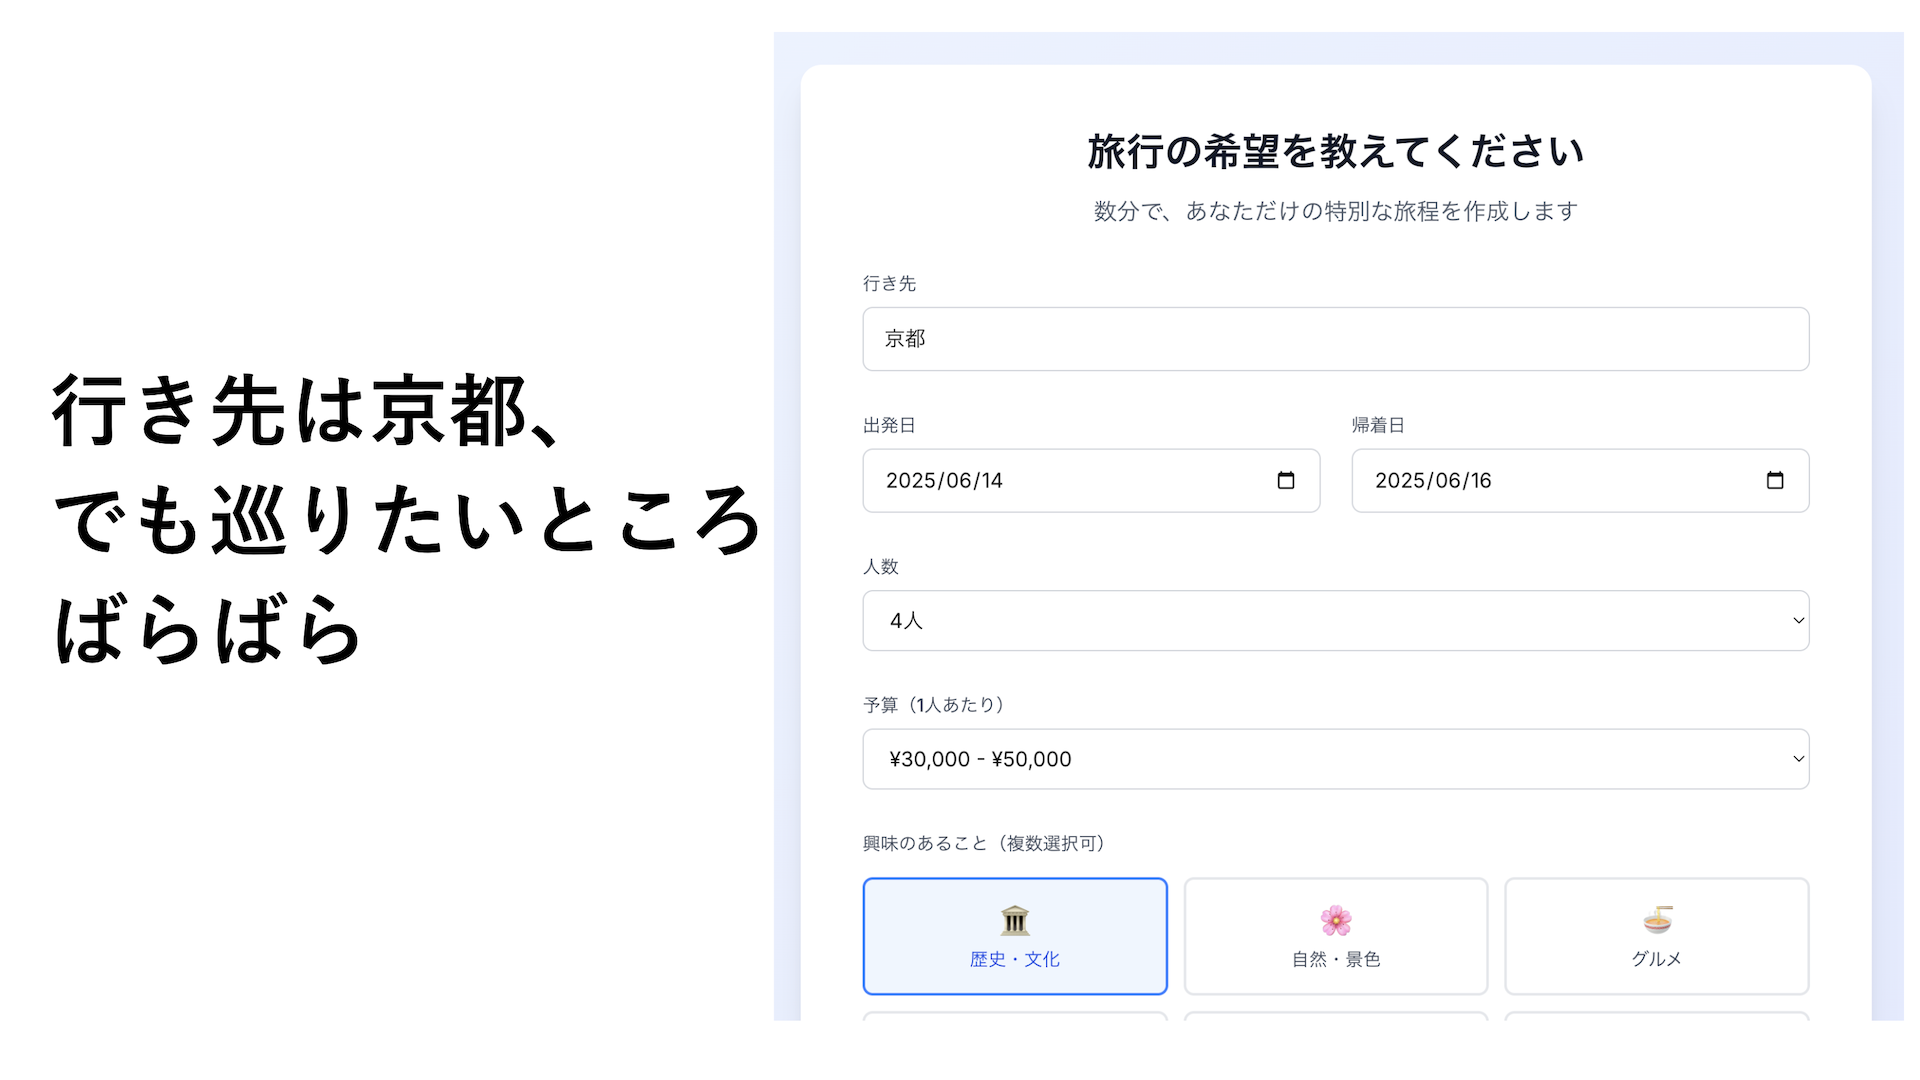 行き先は京都、
でも巡りたいところ
ばらばら
旅行の希望を教えてください
数分で、あなただけの特別な旅程を作成します
行き先
京都
出発日
帰着日
2025/06/14
2025/06/16
人数
4人
予算（1人あたり）
¥30,000 - ¥50,000
興味のあること（複数選択可）
歴史・文化
自然・景色
グルメ